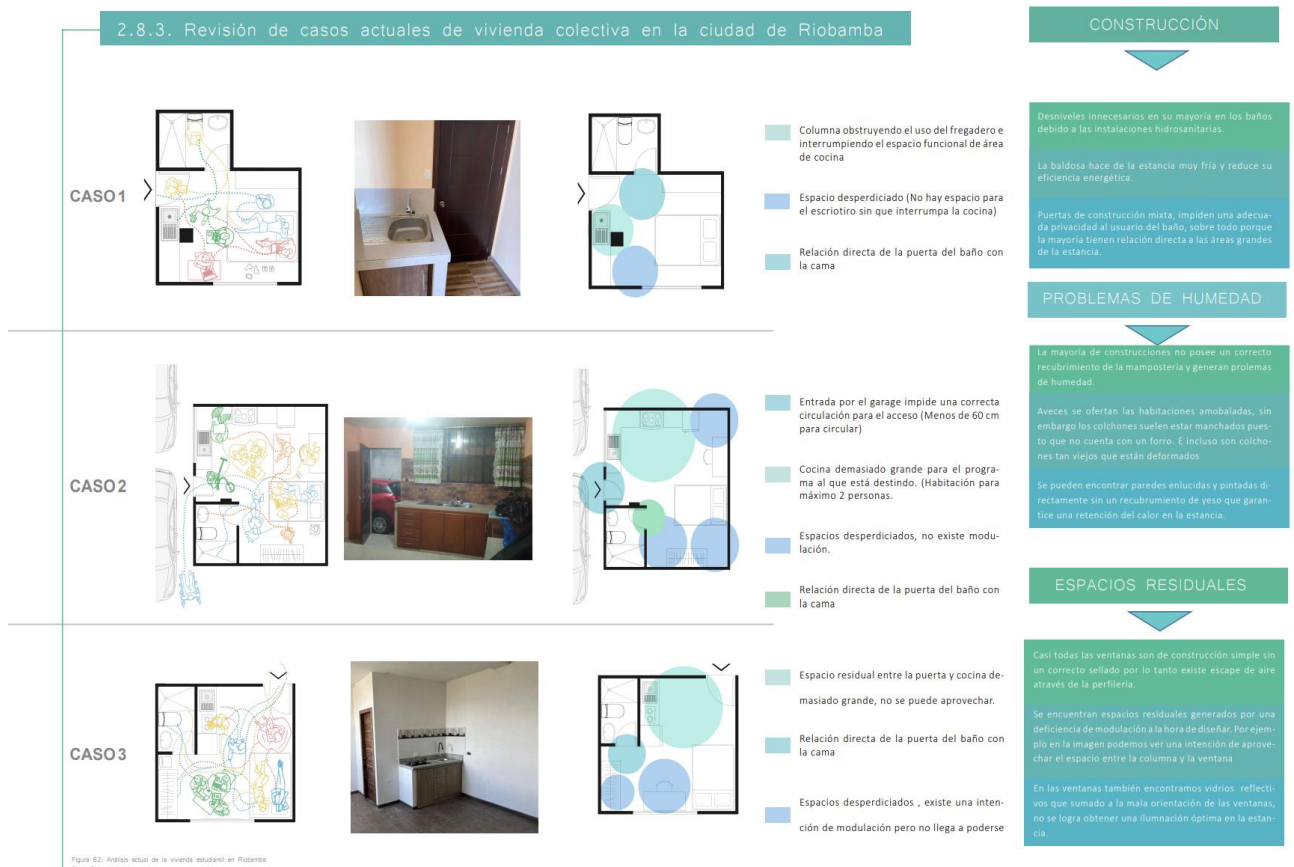 2.8.3. Revisión de casos actuales de vivienda colectiva en la ciudad de Riobamba
CASO1
Columna obstruyendo el uso del fregadero e
interrumpiendo el espacio funcional de área
de cocina
Espacio desperdiciado (No hay espacio para
el escriotiro sin que interrumpa la cocina)
Relación directa de la puerta del baño con
la cama
CASO2
Entrada por el garage impide una correcta
circulación para el acceso (Menos de 60 cm
para circular)
Cocina demasiado grande para el progra-
ma al que está destindo. (Habitación para
máximo 2 personas.
Espacios desperdiciados, no existe modu-
lación.
Relación directa de la puerta del baño con
la cama
CASO3
Espacio residual entre la puerta y cocina de-
masiado grande, no se puede aprovechar.
Relación directa de la puerta del baño con
la cama
Espacios desperdiciados , existe una inten-
ción de modulación pero no llega a poderse
Figura 62: Análisis actual de la vivienda estudiantil en Riobamba
CONSTRUCCIÓN
Desniveles innecesarios en su mayoría en los baños
debido a las instalaciones hidrosanitarias.
La baldosa hace de la estancia muy fría y reduce su
eficiencia energética.
Puertas de construcción mixta, impiden una adecua-
da privacidad al usuario del baño, sobre todo porque
la mayoría tienen relación directa a las áreas grandes
de la estancia.
PROBLEMAS DE HUMEDAD
La mayoría de construcciones no posee un correcto
recubrimiento de la mampostería y generan prolemas
de humedad.
Aveces se ofertan las habitaciones amobaladas, sin
embargo los colchones suelen estar manchados pues-
to que no cuenta con un forro. E incluso son colcho-
nes tan viejos que están deformados
Se pueden encontrar paredes enlucidas y pintadas di-
rectamente sin un recubrumiento de yeso que garan-
tice una retención del calor en la estancia.
ESPACIOS RESIDUALES
Casi todas las ventanas son de construcción simple sin
un correcto sellado por lo tanto existe escape de aire
através de la perfilería.
Se encuentran espacios residuales generados por una
deficiencia de modulación a la hora de diseñar. Por ejem-
plo en la imagen podemos ver una intención de aprove-
char el espacio entre la columna y la ventana
En las ventanas también encontramos vidrios reflecti-
vos que sumado a la mala orientación de las ventanas,
no se logra obtener una ilumnación óptima en la estan-
cia.